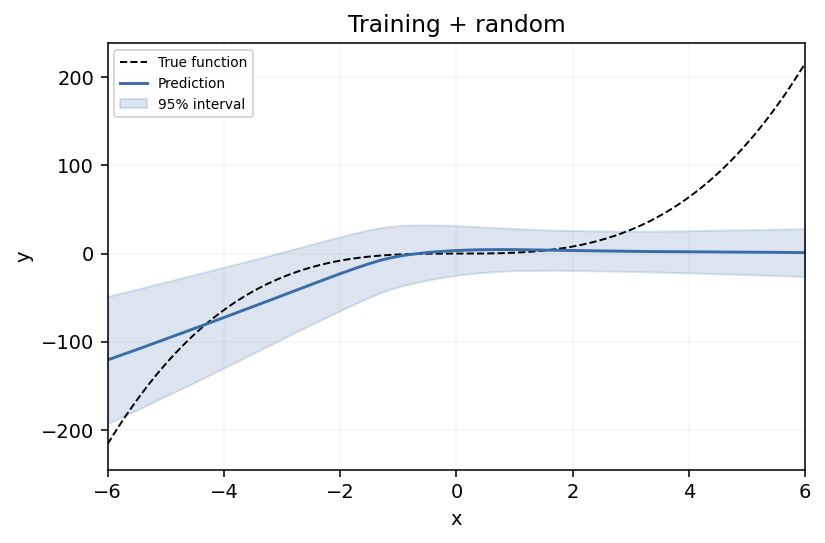 Training + random
True function
Prediction
95% interval
200
100
0
−100
−200
y
−6
−4
−2
0
2
4
6
x